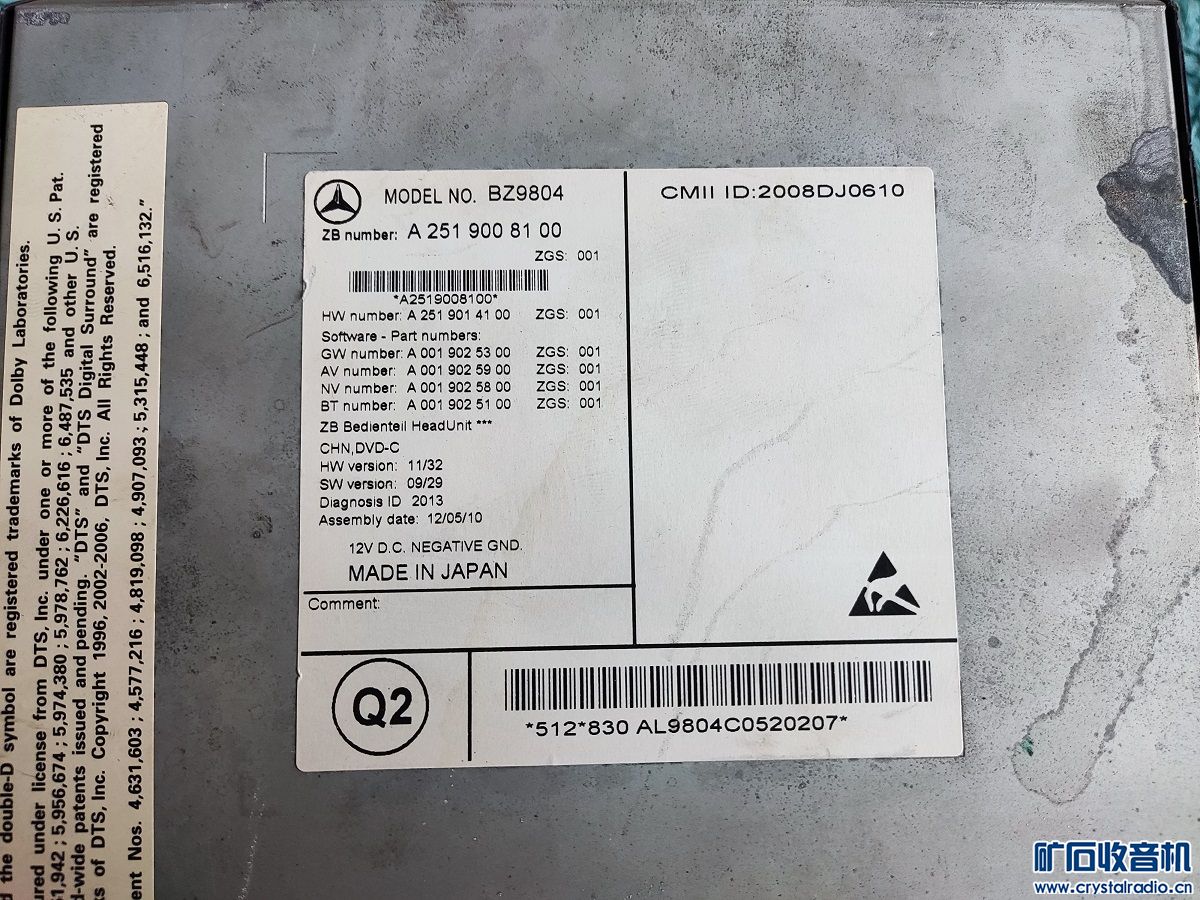 d the double-D symbol are registered trademarks of Dolby Laboratories.
ured under license from DTS, Inc. under one or more of the following U.S. Pat.
51,942 ; 5,956,674 ; 5,974,380 ; 5,978,762 ; 6,226,616 ; 6,487,535 and other U. S.
d-wide patents issued and pending. "DTS" and "DTS Digital Surround" are registered
ks of DTS, Inc. Copyright 1996, 2002-2006, DTS, Inc. All Rights Reserved.
ent Nos. 4,631,603 ; 4,577,216 ; 4,819,098 ; 4,907,093 ; 5,315,448 ; and 6,516,132."
MODEL NO. BZ9804
ZB number: A 251 900 81 00
ZGS: 001
*A2519008100*
HW number: A 251 901 41 00 ZGS: 001
Software - Part numbers:
GW number: A 001 902 53 00 ZGS: 001
AV number: A 001 902 59 00 ZGS: 001
NV number: A 001 902 58 00 ZGS: 001
BT number: A 001 902 51 00 ZGS: 001
ZB Bedienteil HeadUnit ***
CHN,DVD-C
HW version: 11/32
SW version: 09/29
Diagnosis ID 2013
Assembly date: 12/05/10
12V D.C. NEGATIVE GND.
MADE IN JAPAN
Comment:
CMII ID:2008DJ0610
Q2
*512*830 AL9804C0520207*
矿石收音机
www.crystalradio.cn